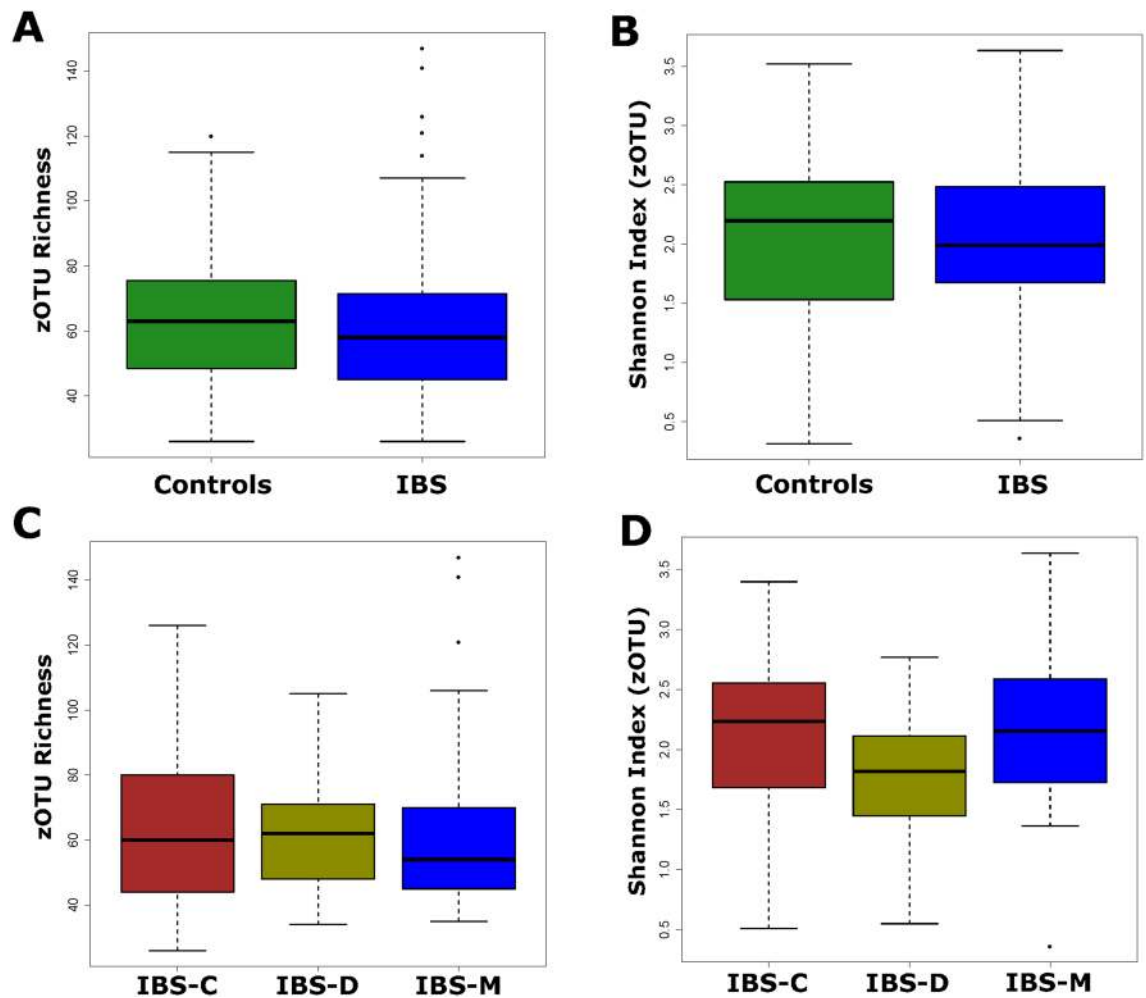 A
zOTU Richness
140
120
100
80
60
40
Controls IBS
B
Shannon Index (zOTU)
3.5
3.0
2.5
2.0
1.5
1.0
0.5
Controls IBS
C
zOTU Richness
140
120
100
80
60
40
IBS-C IBS-D IBS-M
D
Shannon Index (zOTU)
3.5
3.0
2.5
2.0
1.5
1.0
0.5
IBS-C IBS-D IBS-M